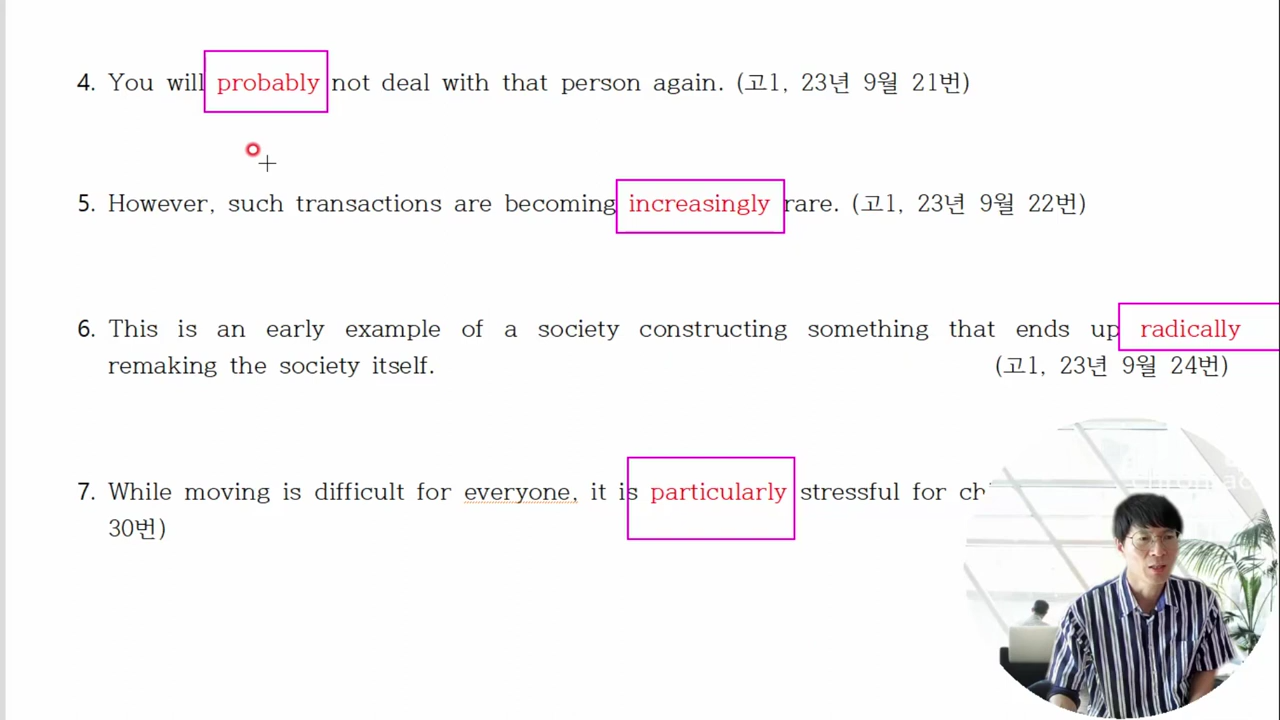 4. You will probably not deal with that person again. (고1, 23년 9월 21번)
5. However, such transactions are becoming increasingly rare. (고1, 23년 9월 22번)
6. This is an early example of a society constructing something that ends up radically
remaking the society itself. (고1, 23년 9월 24번)
7. While moving is difficult for everyone, it is particularly stressful for
30번)